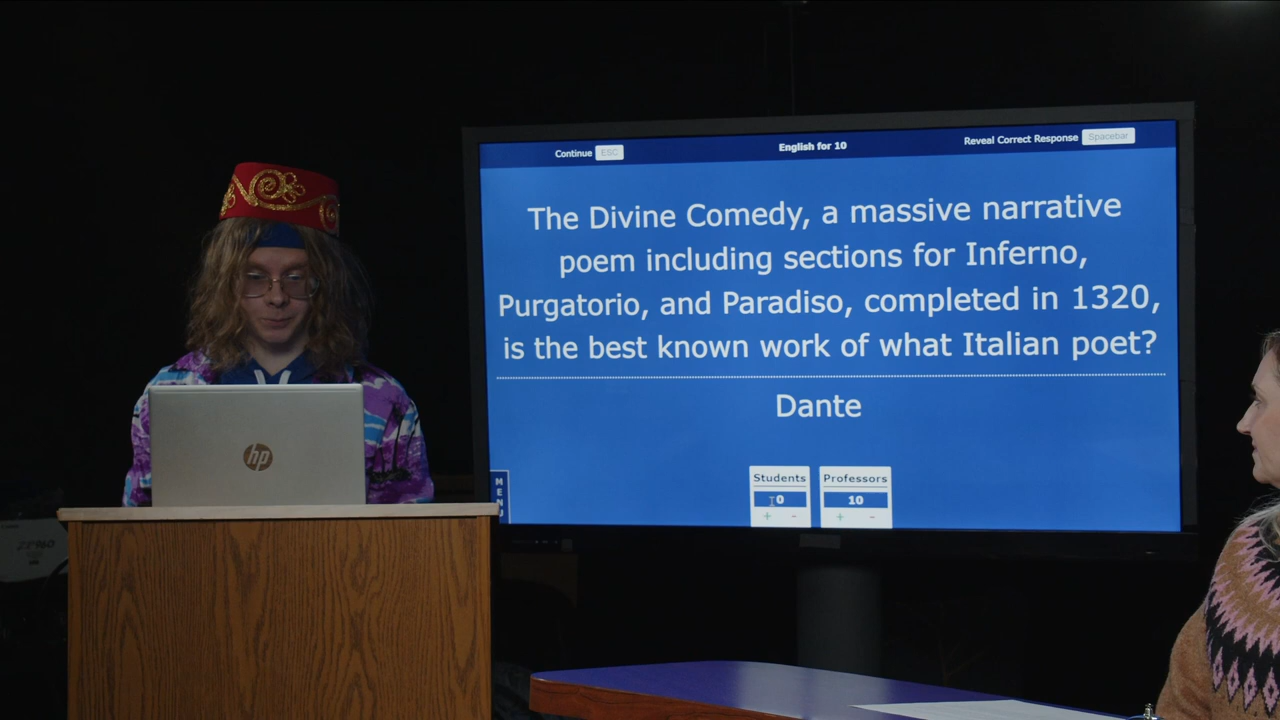 Continue ESC
English for 10
Reveal Correct Response Spacebar
The Divine Comedy, a massive narrative
poem including sections for Inferno,
Purgatorio, and Paradiso, completed in 1320,
is the best known work of what Italian poet?
Dante
MEN
Students
0
+ -
Professors
10
+ -
hp